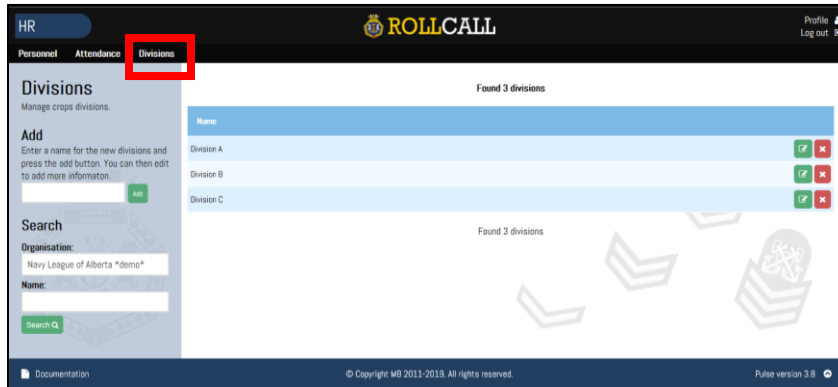 HR
ROLLCALL
Profile
Log out
Personnel Attendance Divisions
Divisions
Manage crops divisions.
Add
Enter a name for the new divisions and
press the add button. You can then edit
to add more informaton.
Add
Search
Organisation:
Navy League of Alberta *demo*
Name:
Search
Found 3 divisions
Name
Division A
Division B
Division C
Found 3 divisions
Documentation
© Copyright MB 2011-2019. All rights reserved.
Pulse version 3.8